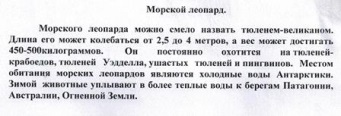 Морской леопард.
Морского леопарда можно смело назвать тюленем-великаном.
Длина его может колебаться от 2,5 до 4 метров, а вес может достигать
450-500килограммов. Он постоянно охотится на тюленей-
крабоедов, тюленей Уэдделла, ушастых тюленей и пингвинов. Местом
обитания морских леопардов являются холодные воды Антарктики.
Зимой животные уплывают в более теплые воды к берегам Патагонии,
Австралии, Огненной Земли.